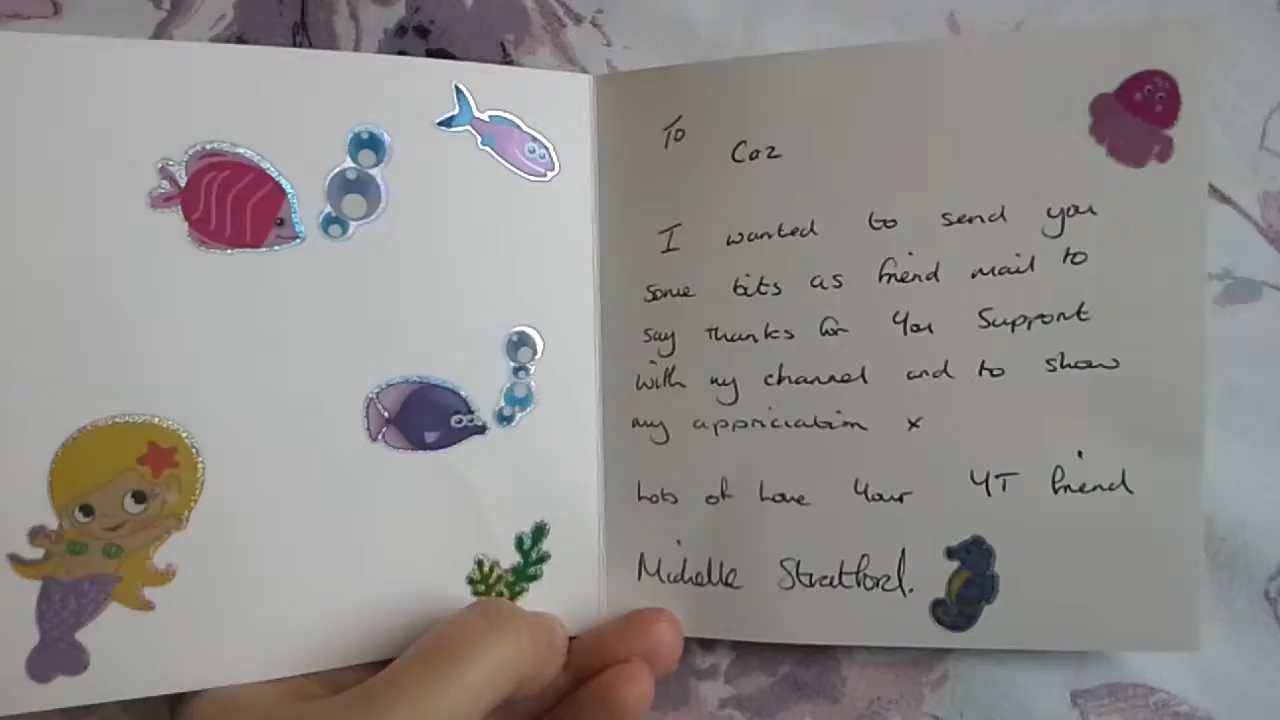 To
Caz
I wanted to send you
some bits as friend mail to
say thanks for you support
with my channel and to show
my appriciation x
Lots of Love Your YT friend
Michelle Stratford.